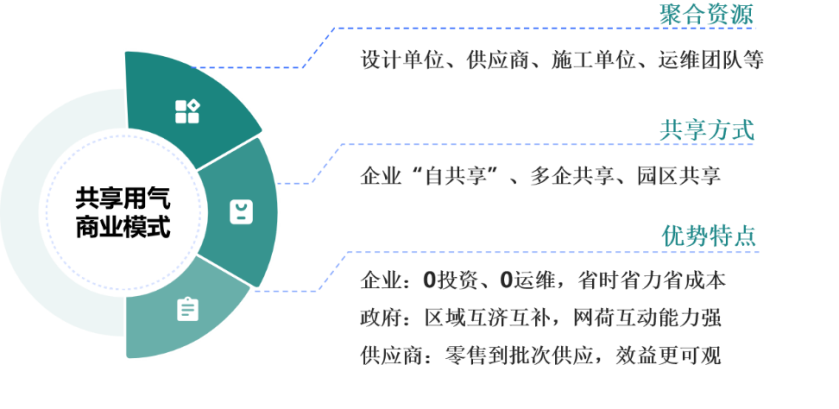 聚合资源
设计单位、供应商、施工单位、运维团队等
共享方式
企业“自共享”、多企共享、园区共享
共享用气
商业模式
优势特点
企业：0投资、0运维，省时省力省成本
政府：区域互济互补，网荷互动能力强
供应商：零售到批次供应，效益更可观